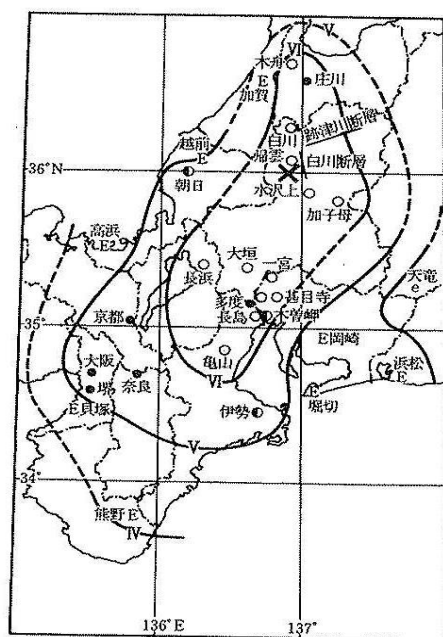 V
VI
木舟
E
加賀
庄川
跡津川断層
白川
帰雲
白川断層
越前
E
36°N
朝日
水沢上
加子母
高浜
E2
大垣
一宮
長浜
天竜
e
多度
甚目寺
長島
木曽岬
35°
京都
E岡崎
亀山
浜松
E
大阪
VI
E
堀切
堺
奈良
E貝塚
伊勢
V
34°
熊野E
IV
136°E
137°